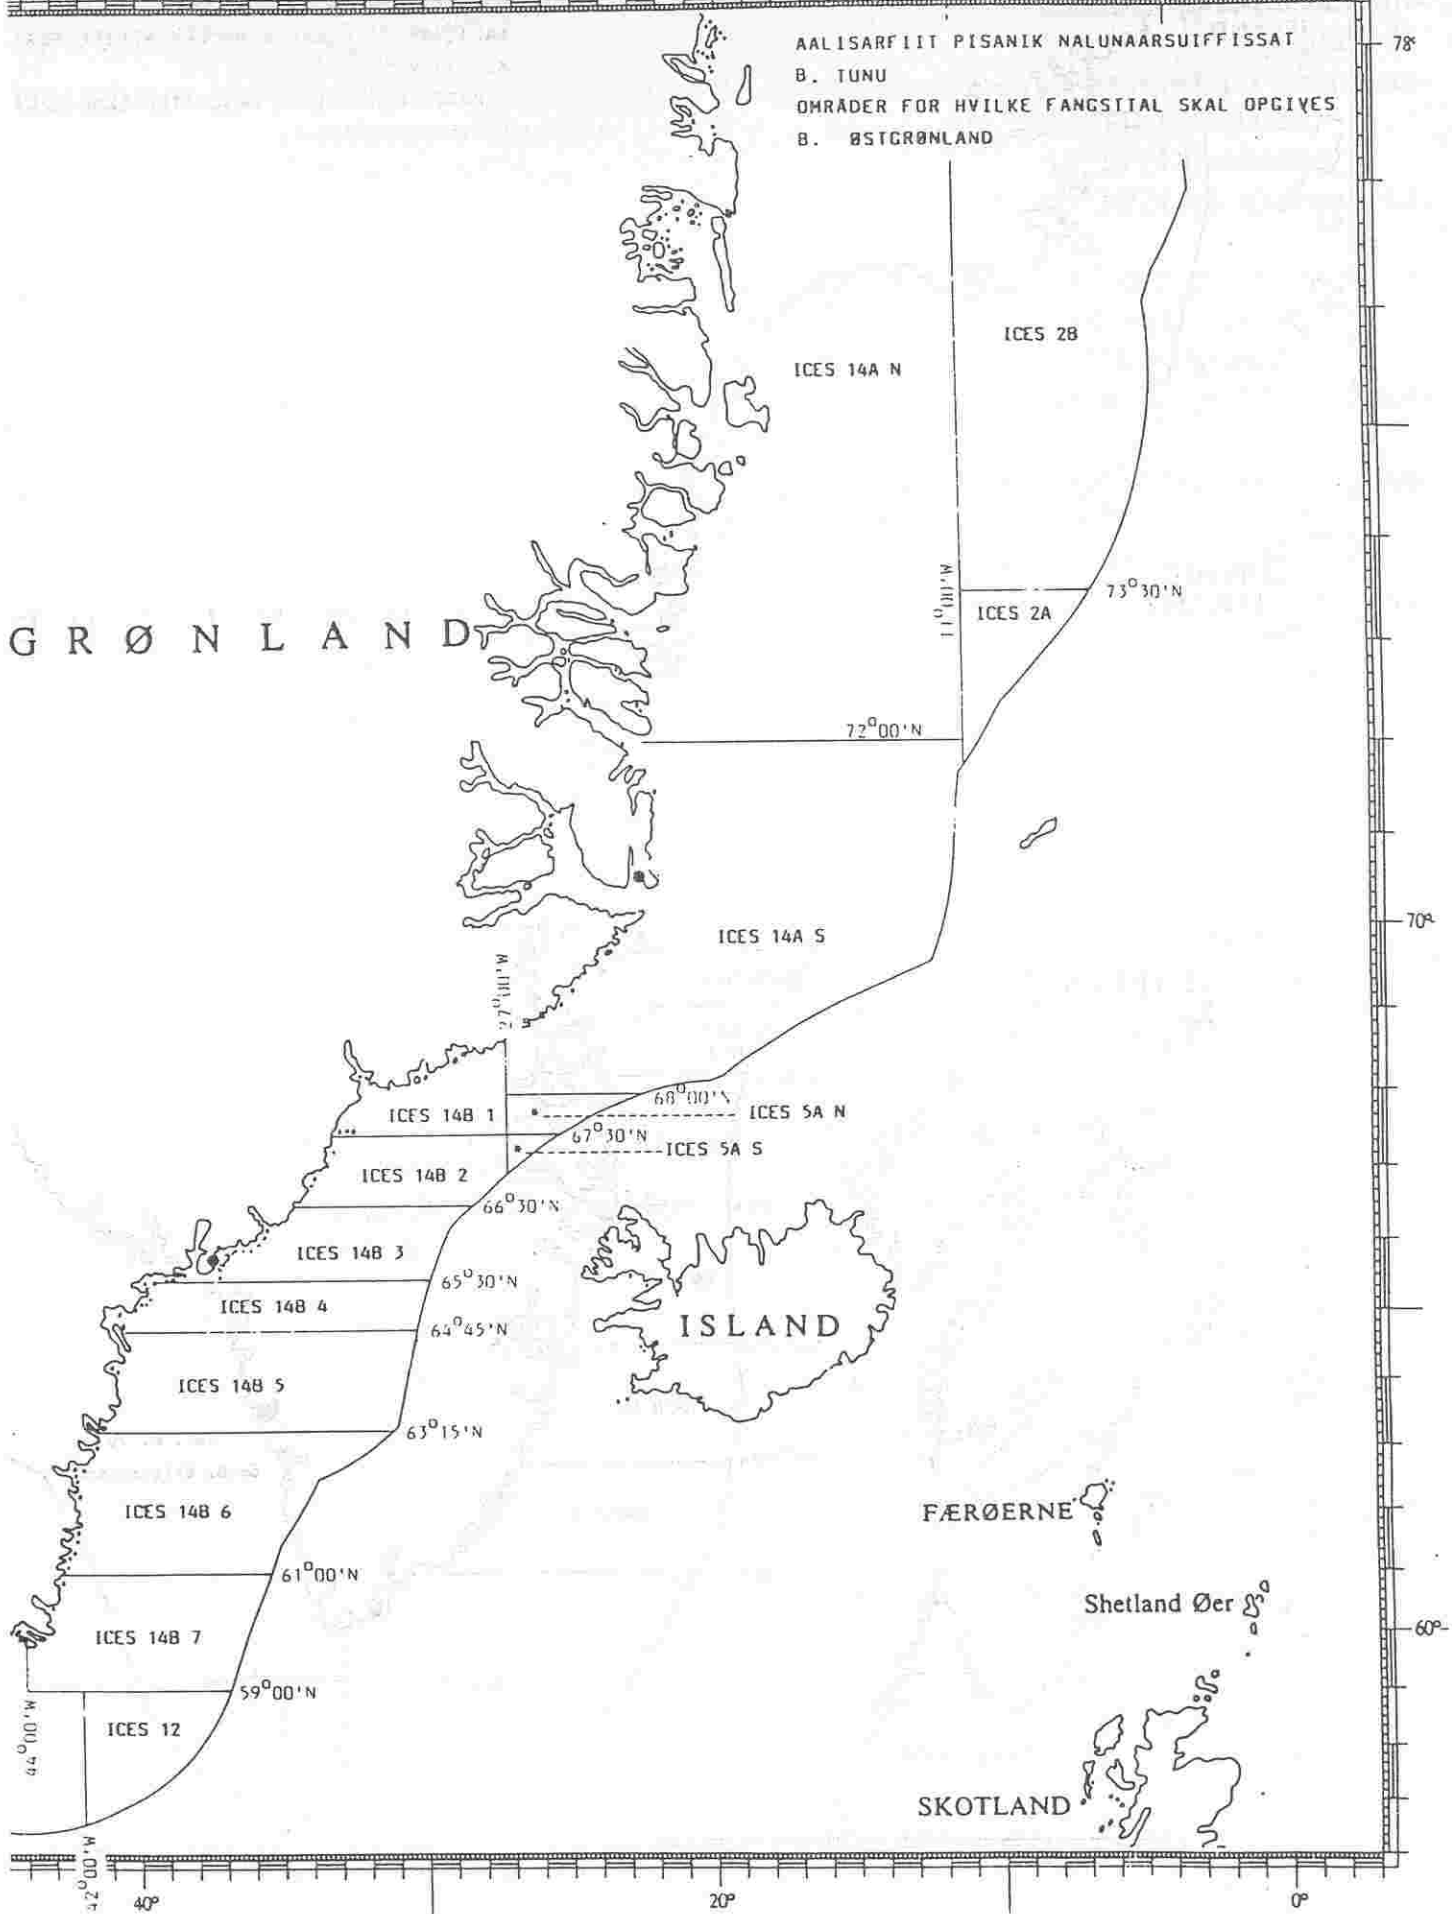 AALISARFIIT PISANIK NALUNAARSUIFFISSAT
B. TUNU
OMRÅDER FOR HVILKE FANGSTIAL SKAL OPGIVES
B. ØSTGRØNLAND
78°
ICES 2B
ICES 14A N
73°30'N
11°00'W
ICES 2A
GRØNLAND
72°00'N
70°
ICES 14A S
27°00'W
68°00'N
ICES 14B 1
ICES 5A N
67°30'N
ICES 5A S
ICES 14B 2
66°30'N
ICES 14B 3
65°30'N
ICES 14B 4
ISLAND
64°45'N
ICES 14B 5
63°15'N
ICES 14B 6
FÆRØERNE
61°00'N
Shetland Øer
60°
ICES 14B 7
59°00'N
44°00'W
ICES 12
SKOTLAND
42°00'W
40°
20°
0°